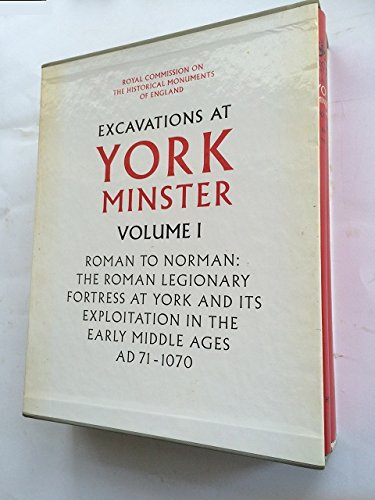 ROYAL COMMISSION ON
THE HISTORICAL MONUMENTS
OF ENGLAND
EXCAVATIONS AT
YORK
MINSTER
VOLUME I
ROMAN TO NORMAN:
THE ROMAN LEGIONARY
FORTRESS AT YORK AND ITS
EXPLOITATION IN THE
EARLY MIDDLE AGES
AD 71-1070